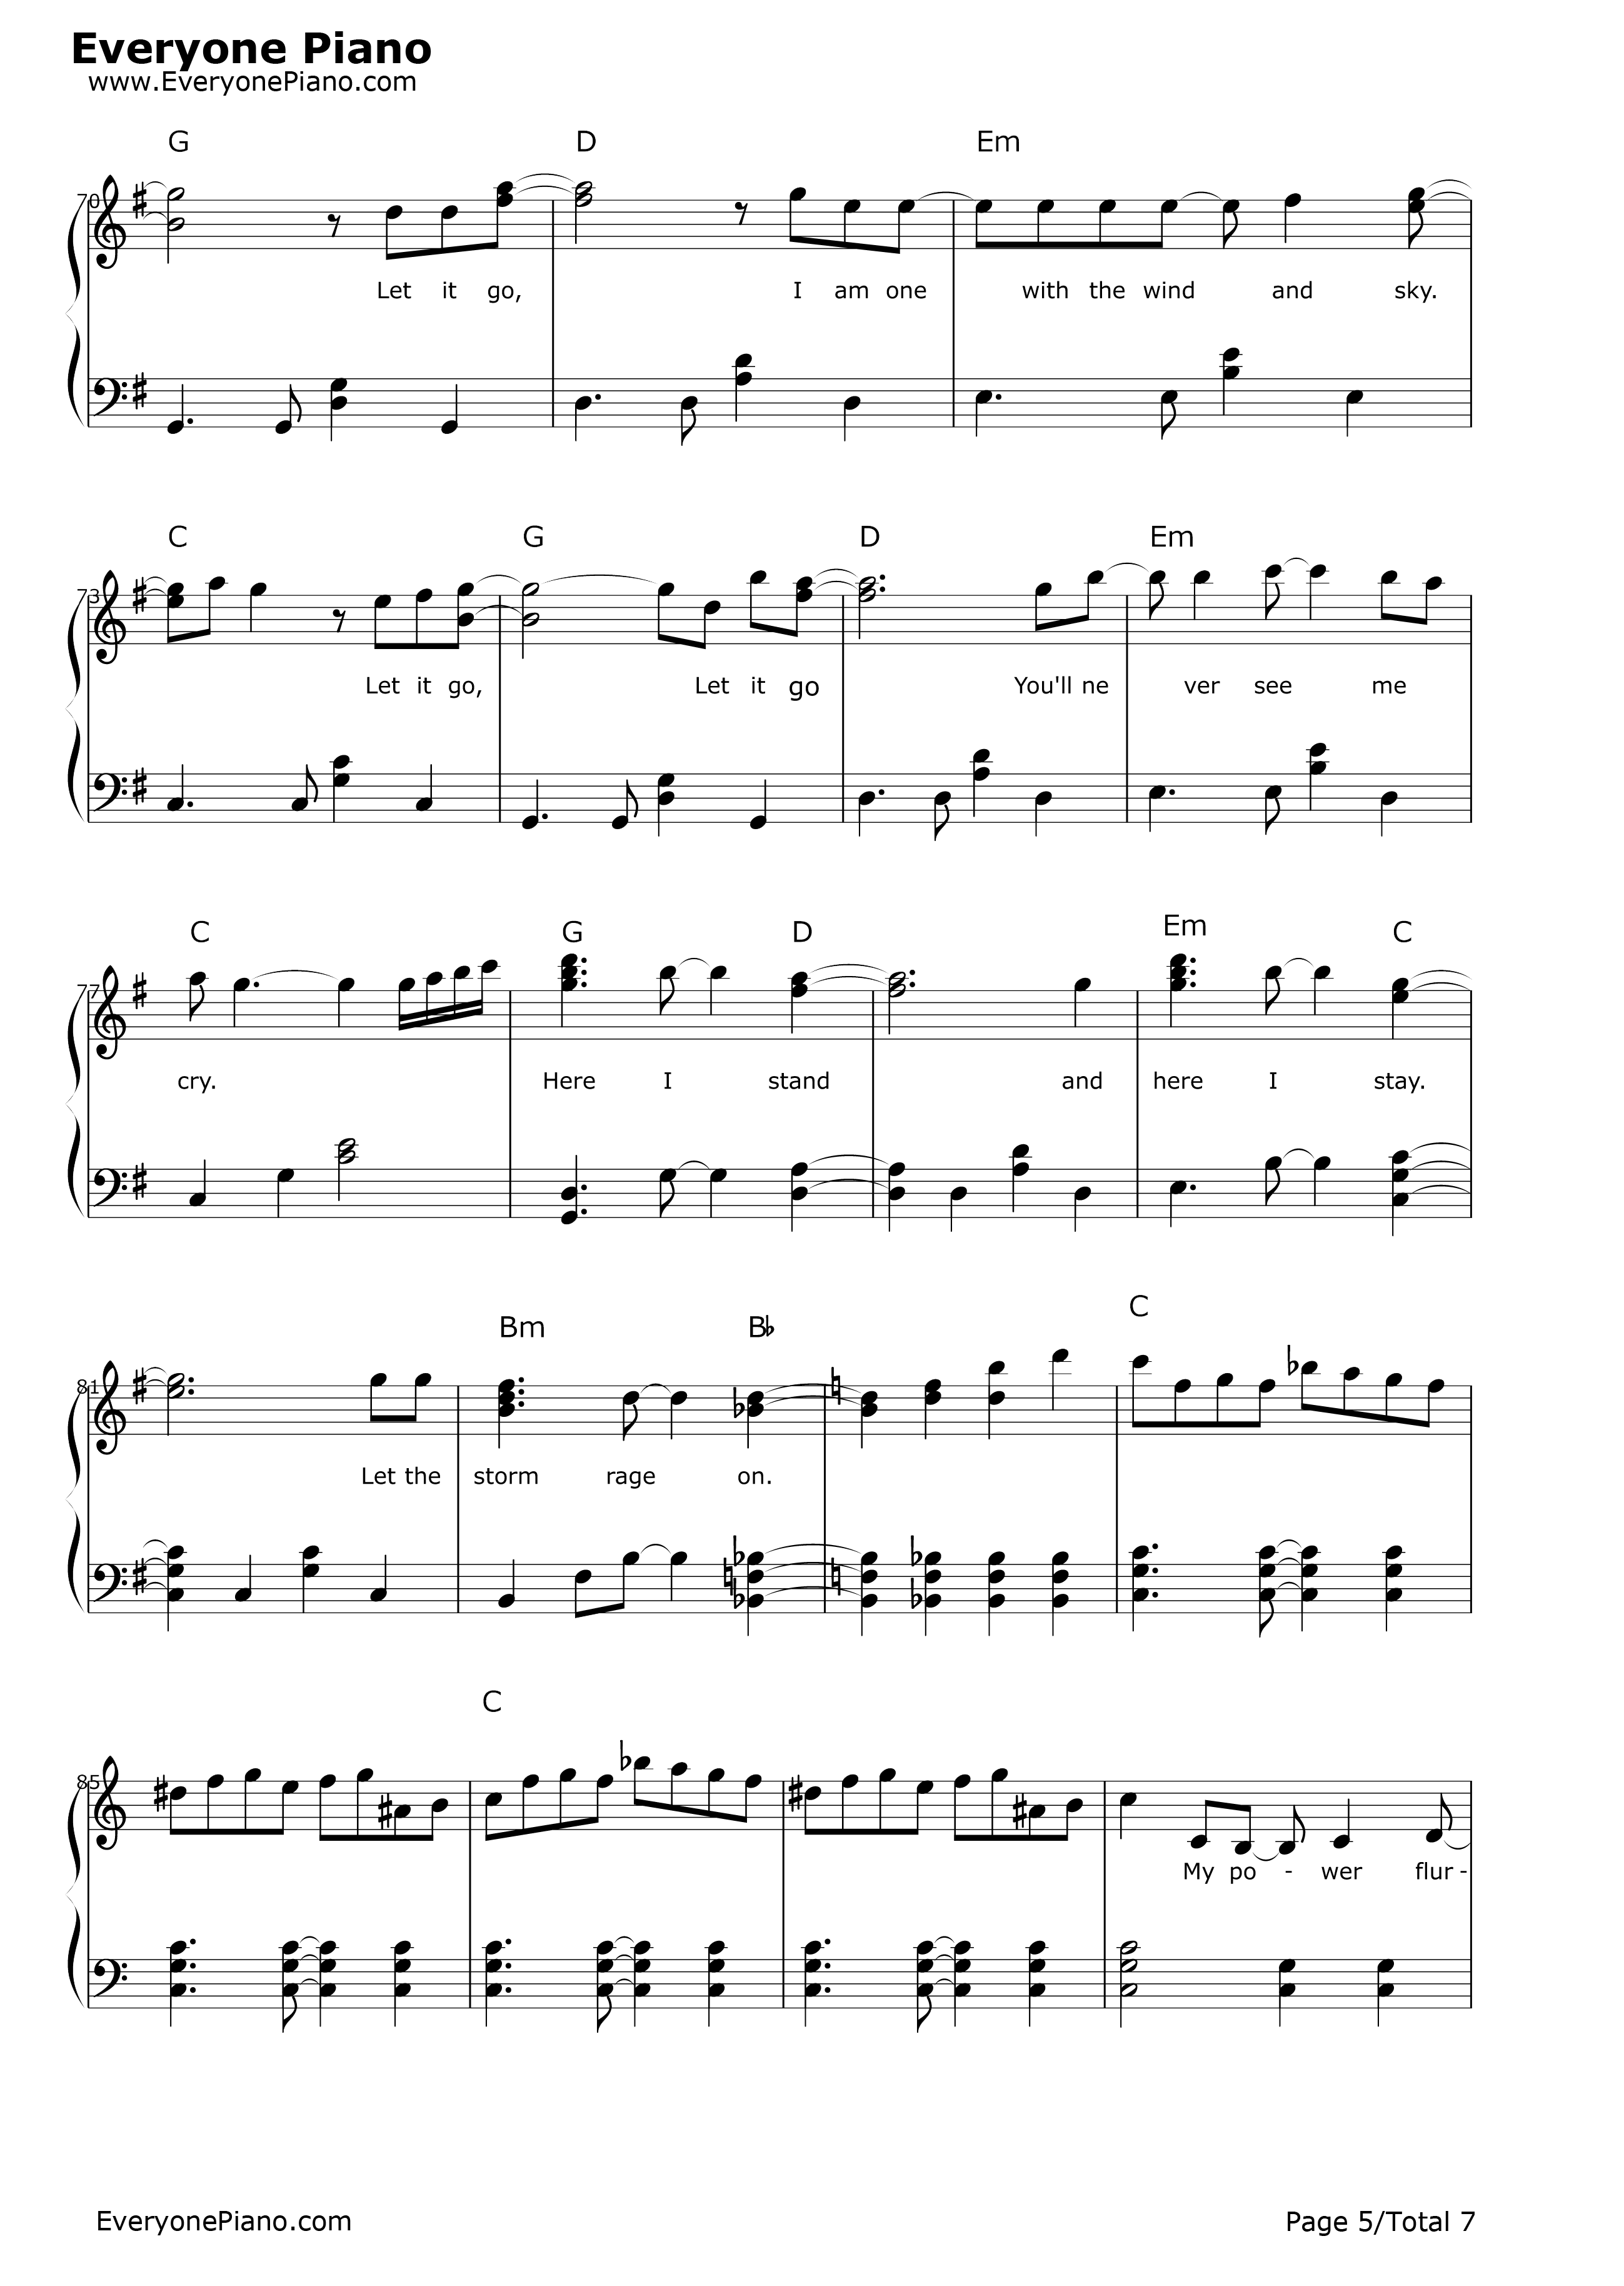 Everyone Piano
www.EveryonePiano.com
G D Em
70
Let it go, I am one with the wind and sky.
C G D Em
73
Let it go, Let it go You'll ne ver see me
C G D Em C
77
cry. Here I stand and here I stay.
Bm B♭ C
81
Let the storm rage on.
C
85
My po - wer flur -
EveryonePiano.com Page 5/Total 7